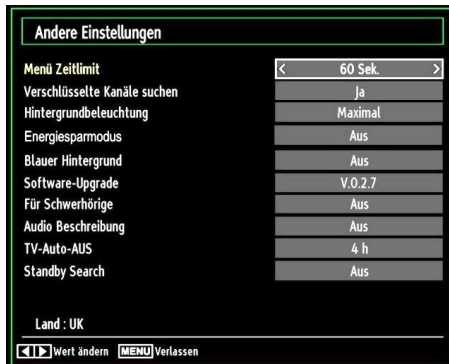 Andere Einstellungen
Menü Zeitlimit < 60 Sek. >
Verschlüsselte Kanäle suchen Ja
Hintergrundbeleuchtung Maximal
Energiesparmodus Aus
Blauer Hintergrund Aus
Software-Upgrade V.0.2.7
Für Schwerhörige Aus
Audio Beschreibung Aus
TV-Auto-AUS 4 h
Standby Search Aus
Land : UK
Wert ändern MENU Verlassen